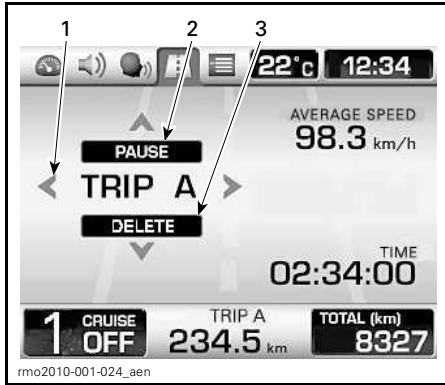 1 2 3
22°c 12:34
AVERAGE SPEED
98.3 km/h
PAUSE
TRIP A
DELETE
TIME
02:34:00
1 CRUISE OFF
TRIP A
234.5 km
TOTAL (km)
8327
rmo2010-001-024_aen